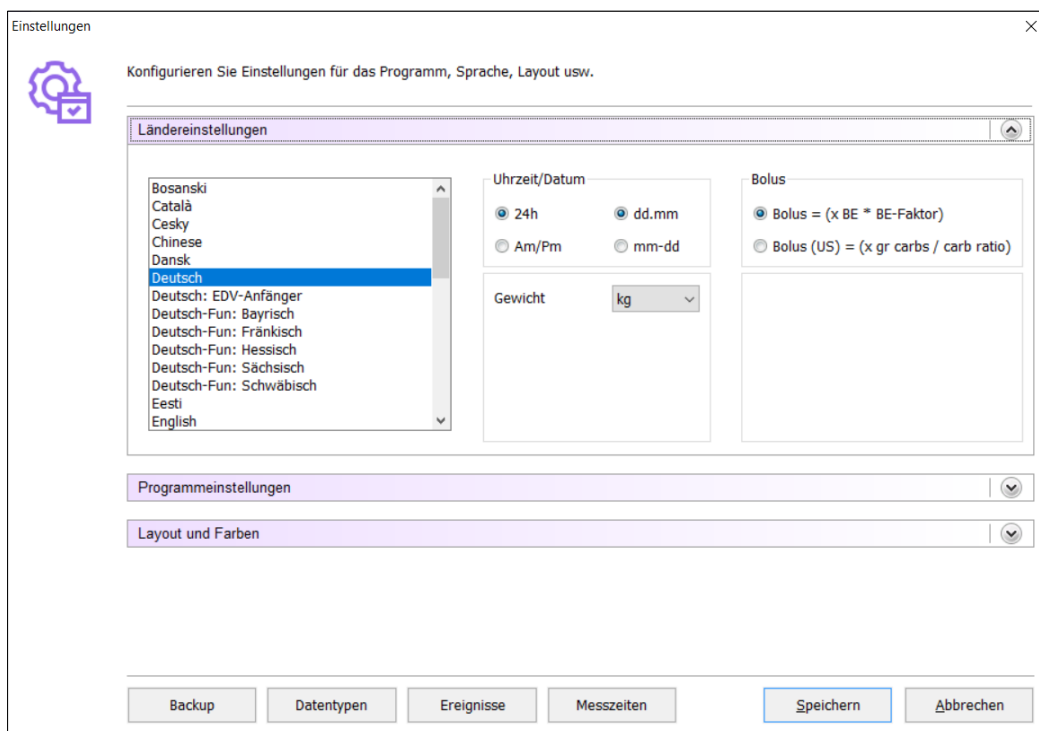 Einstellungen
Konfigurieren Sie Einstellungen für das Programm, Sprache, Layout usw.
Ländereinstellungen
Bosanski
Català
Cesky
Chinese
Dansk
Deutsch
Deutsch: EDV-Anfänger
Deutsch-Fun: Bayrisch
Deutsch-Fun: Fränkisch
Deutsch-Fun: Hessisch
Deutsch-Fun: Sächsisch
Deutsch-Fun: Schwäbisch
Eesti
English
Uhrzeit/Datum
24h dd.mm
Am/Pm mm-dd
Gewicht kg
Bolus
Bolus = (x BE * BE-Faktor)
Bolus (US) = (x gr carbs / carb ratio)
Programmeinstellungen
Layout und Farben
Backup Datentypen Ereignisse Messzeiten Speichern Abbrechen